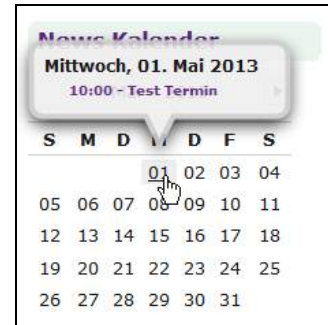 News Kalender
Mittwoch, 01. Mai 2013
10:00 - Test Termin
S M D M D F S
01 02 03 04
05 06 07 08 09 10 11
12 13 14 15 16 17 18
19 20 21 22 23 24 25
26 27 28 29 30 31